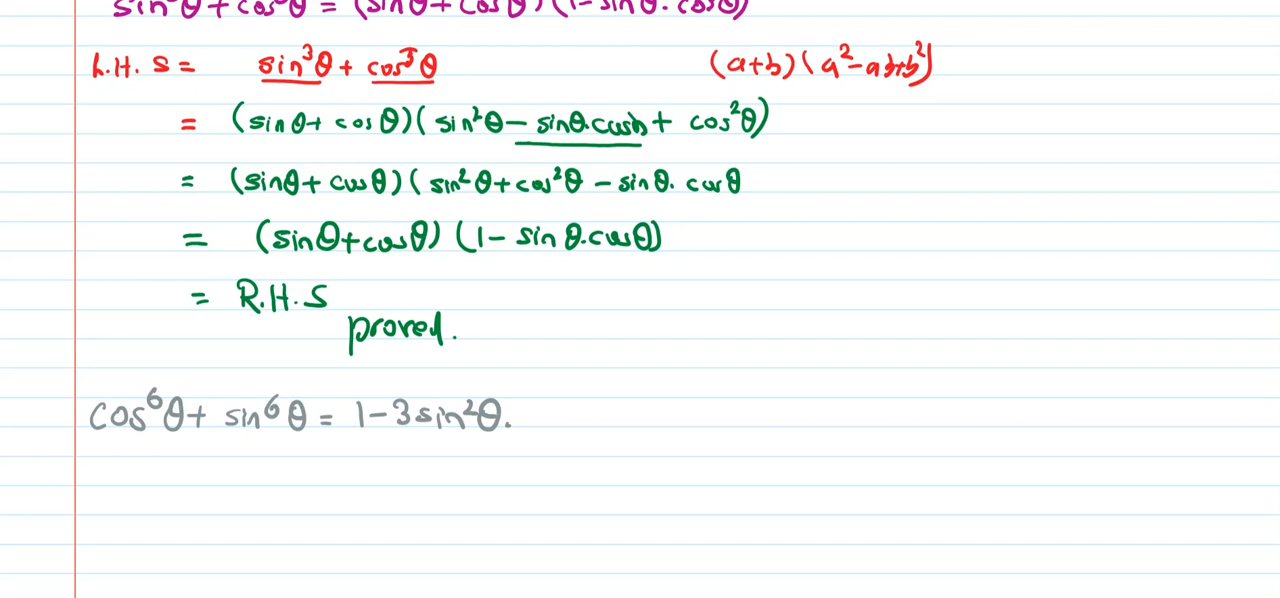 sin³θ + cos³θ = (sinθ + cosθ)(1 - sinθ. cosθ)
L.H.S = sin³θ + cos³θ (a+b)(a²-ab+b²)
= (sinθ + cosθ)(sin²θ - sinθ.cosθ + cos²θ)
= (sinθ + cosθ)(sin²θ + cos²θ - sinθ. cosθ
= (sinθ + cosθ) (1 - sinθ.cosθ)
= R.H.S
proved.
cos⁶θ + sin⁶θ = 1 - 3sin²θ.